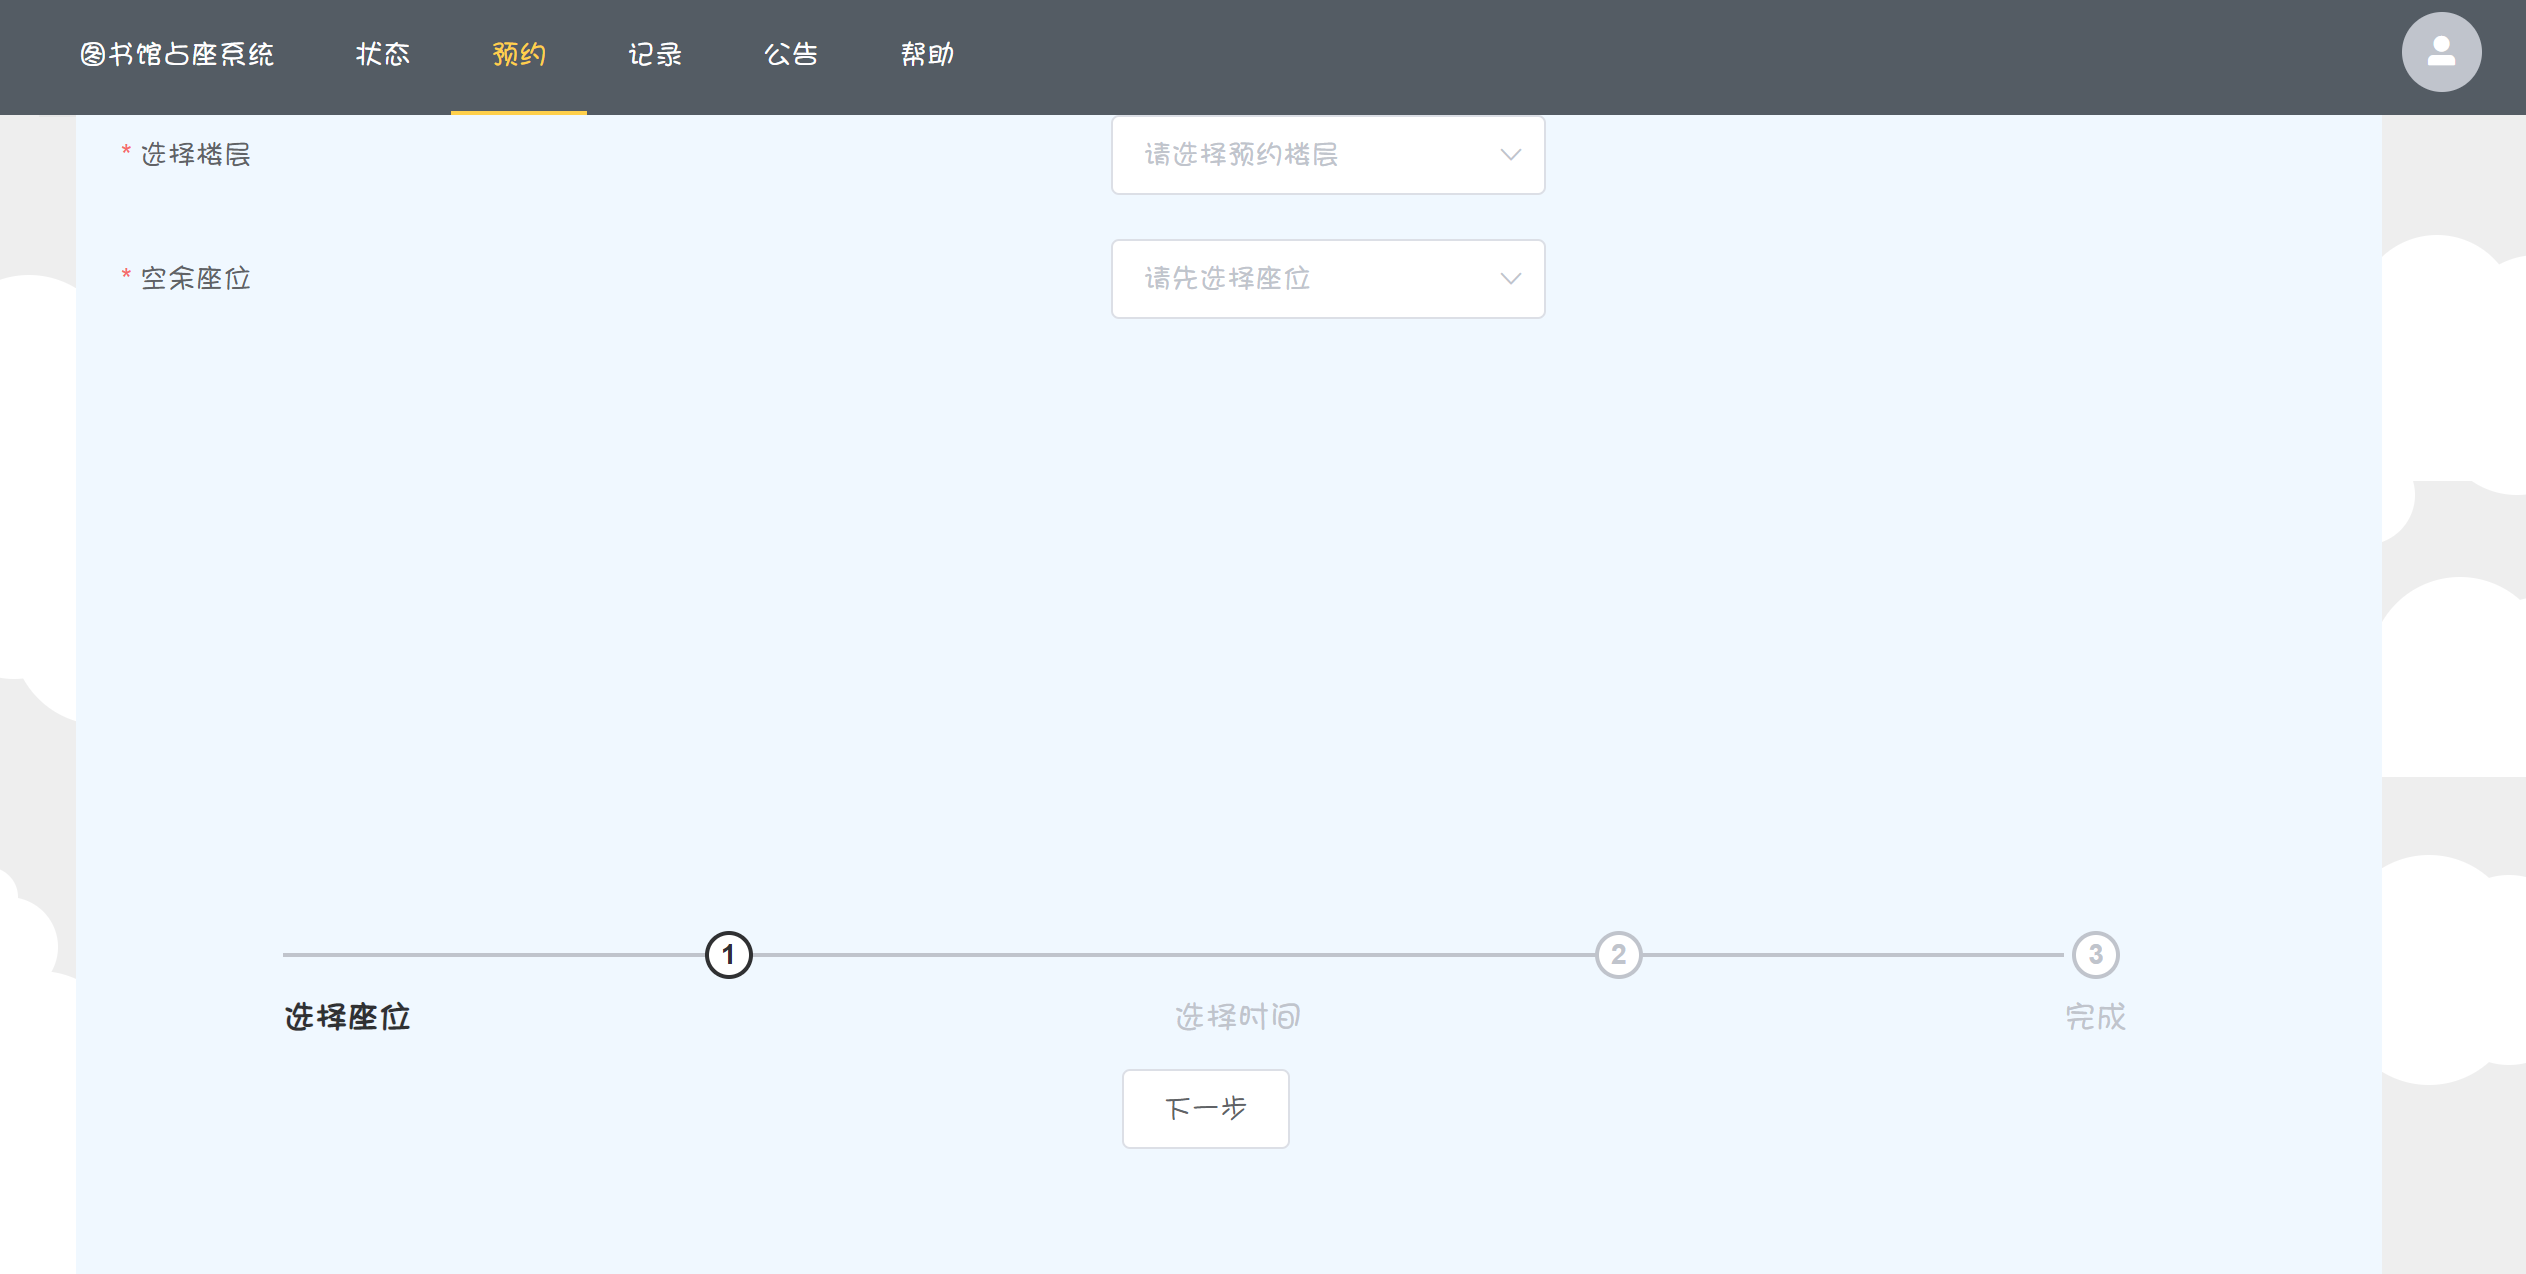 图书馆占座系统 状态 预约 记录 公告 帮助
* 选择楼层 请选择预约楼层
* 空余座位 请先选择座位
1 2 3
选择座位 选择时间 完成
下一步